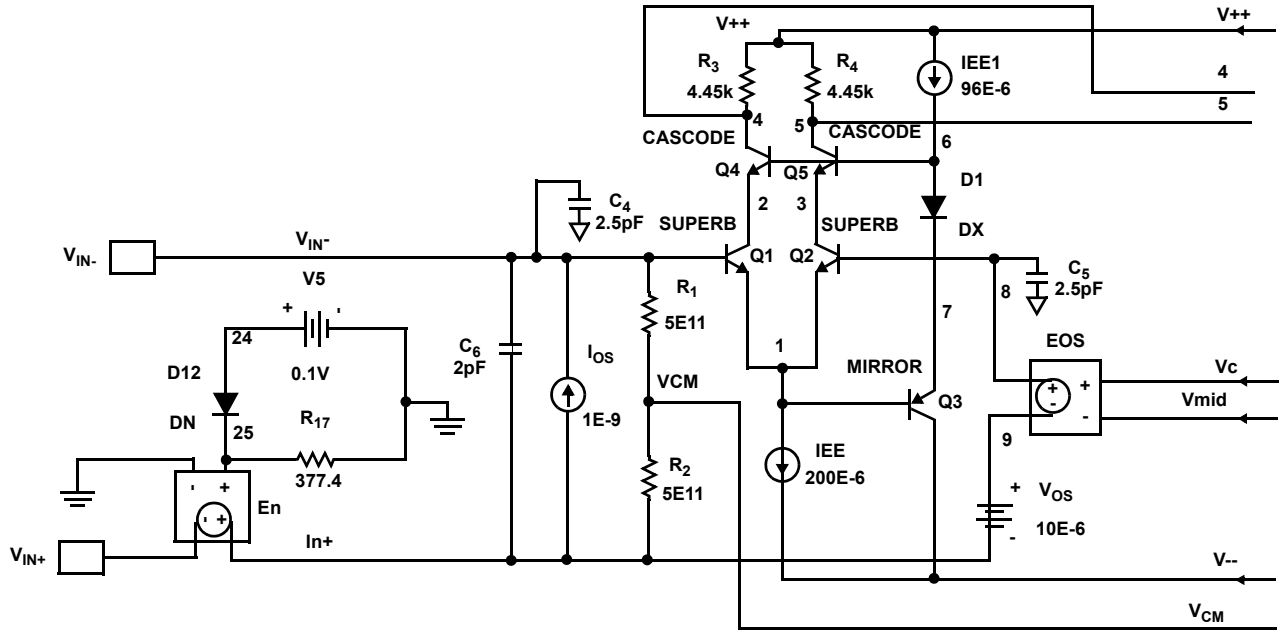 V++
V++
R3
4.45k
R4
4.45k
IEE1
96E-6
4
5
4
5
CASCODE
CASCODE
6
Q4
Q5
D1
DX
2
3
C4
2.5pF
SUPERB
SUPERB
VIN-
VIN-
Q1
Q2
V5
+
-
24
0.1V
R1
5E11
8
C5
2.5pF
7
EOS
C6
2pF
IOS
1E-9
1
MIRROR
D12
DN
VCM
Q3
+
-
+
-
Vc
Vmid
25
R17
377.4
9
R2
5E11
IEE
200E-6
-
+
En
-
+
+
VOS
10E-6
-
VIN+
In+
V--
VCM